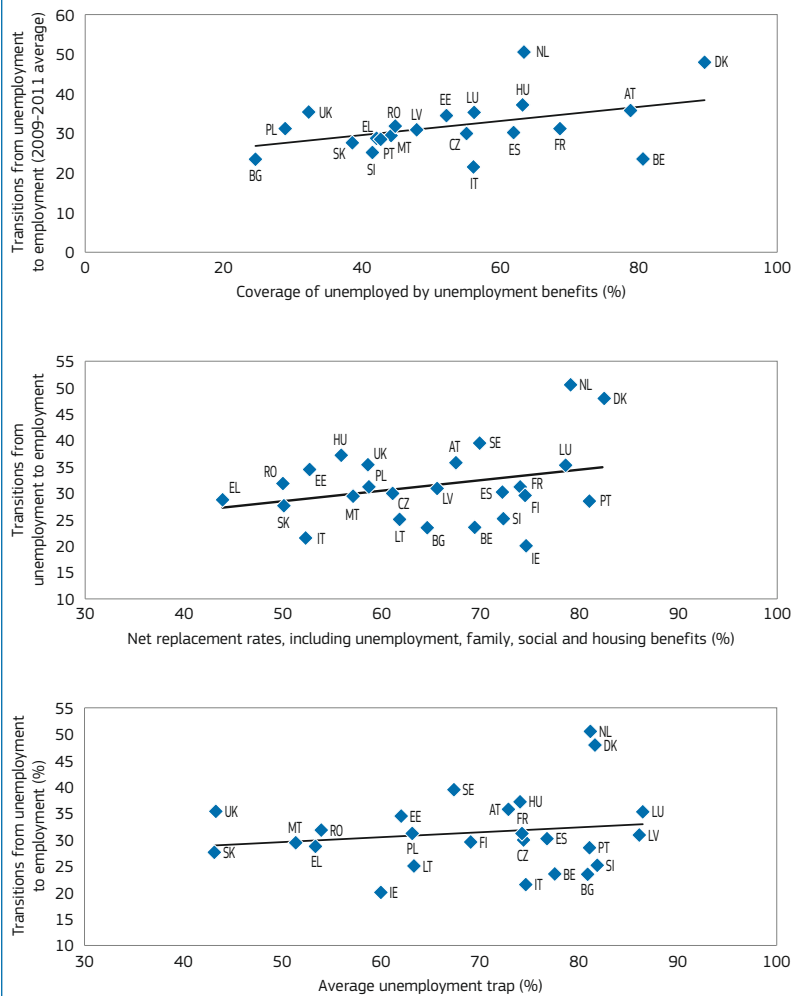 Transitions from unemployment
to employment (2009-2011 average)
60
50
40
30
20
10
0
NL
DK
HU
AT
EE
LU
UK
RO
LV
PL
EL
CZ
ES
FR
MT
PT
SK
SI
IT
BE
BG
0
20
40
60
80
100
Coverage of unemployed by unemployment benefits (%)
Transitions from
unemployment to employment
55
50
45
40
35
30
25
20
15
10
NL
DK
HU
UK
AT
SE
LU
RO
EE
PL
EL
ES
FR
FI
PT
SK
MT
CZ
LV
SI
IT
LT
BG
BE
IE
30
40
50
60
70
80
90
100
Net replacement rates, including unemployment, family, social and housing benefits (%)
Transitions from unemployment
to employment (%)
55
50
45
40
35
30
25
20
15
10
NL
DK
SE
HU
AT
UK
EE
FR
LU
MT
RO
LV
PL
FI
CZ
ES
PT
SK
EL
LT
SI
BE
IT
BG
IE
30
40
50
60
70
80
90
100
Average unemployment trap (%)